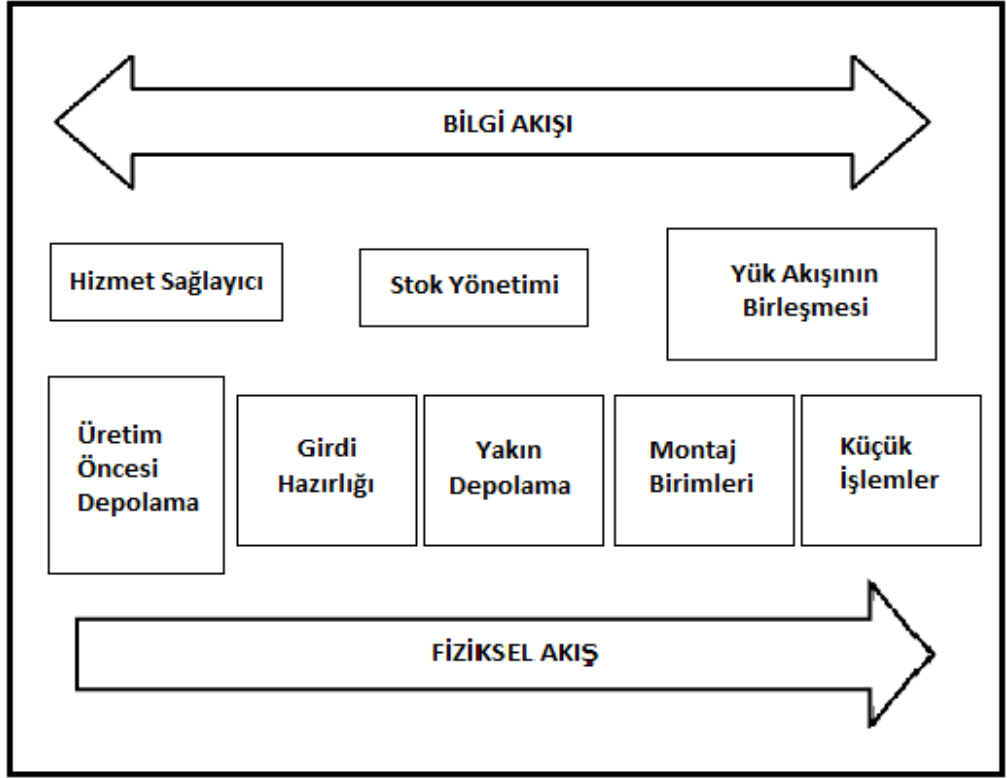 BİLGİ AKIŞI
Hizmet Sağlayıcı
Stok Yönetimi
Yük Akışının
Birleşmesi
Üretim
Öncesi
Depolama
Girdi
Hazırlığı
Yakın
Depolama
Montaj
Birimleri
Küçük
İşlemler
FİZİKSEL AKIŞ